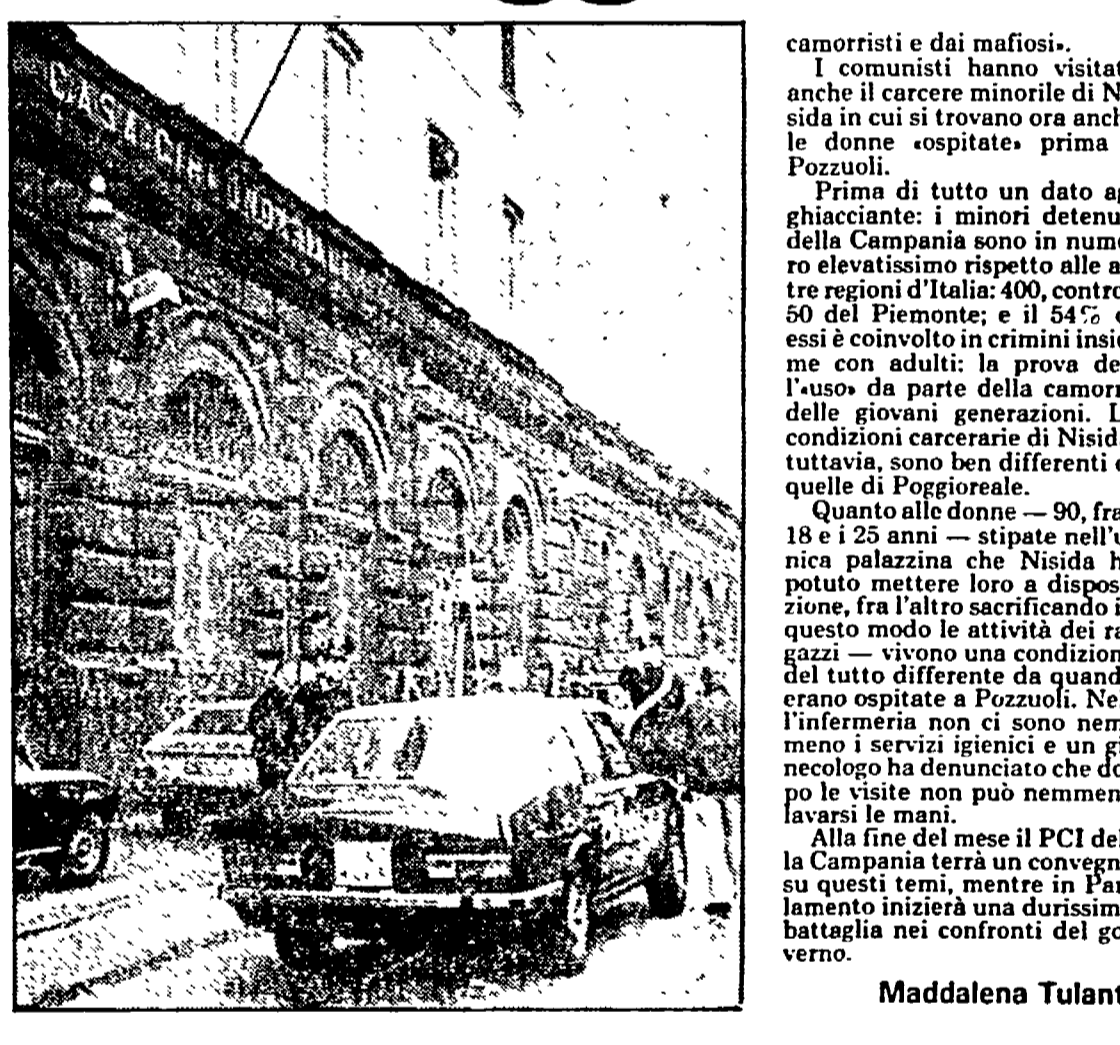 CASA CIRCONDARIALE
camorristi e dai mafiosi».
I comunisti hanno visitat
anche il carcere minorile di N
sida in cui si trovano ora anch
le donne «ospitate» prima
Pozzuoli.
Prima di tutto un dato ag
ghiacciante: i minori detenu
della Campania sono in nume
ro elevatissimo rispetto alle a
tre regioni d'Italia: 400, contro
50 del Piemonte; e il 54% e
essi è coinvolto in crimini insie
me con adulti: la prova de
l'«uso» da parte della camorr
delle giovani generazioni. L
condizioni carcerarie di Nisid
tuttavia, sono ben differenti e
quelle di Poggioreale.
Quanto alle donne — 90, fra
18 e i 25 anni — stipate nell'u
nica palazzina che Nisida h
potuto mettere loro a dispos
zione, fra l'altro sacrificando i
questo modo le attività dei ra
gazzi — vivono una condizion
del tutto differente da quand
erano ospitate a Pozzuoli. Ne
l'infermeria non ci sono nem
meno i servizi igienici e un gi
necologo ha denunciato che do
po le visite non può nemmen
lavarsi le mani.
Alla fine del mese il PCI del
la Campania terrà un convegn
su questi temi, mentre in Par
lamento inizierà una durissim
battaglia nei confronti del go
verno.
Maddalena Tulant